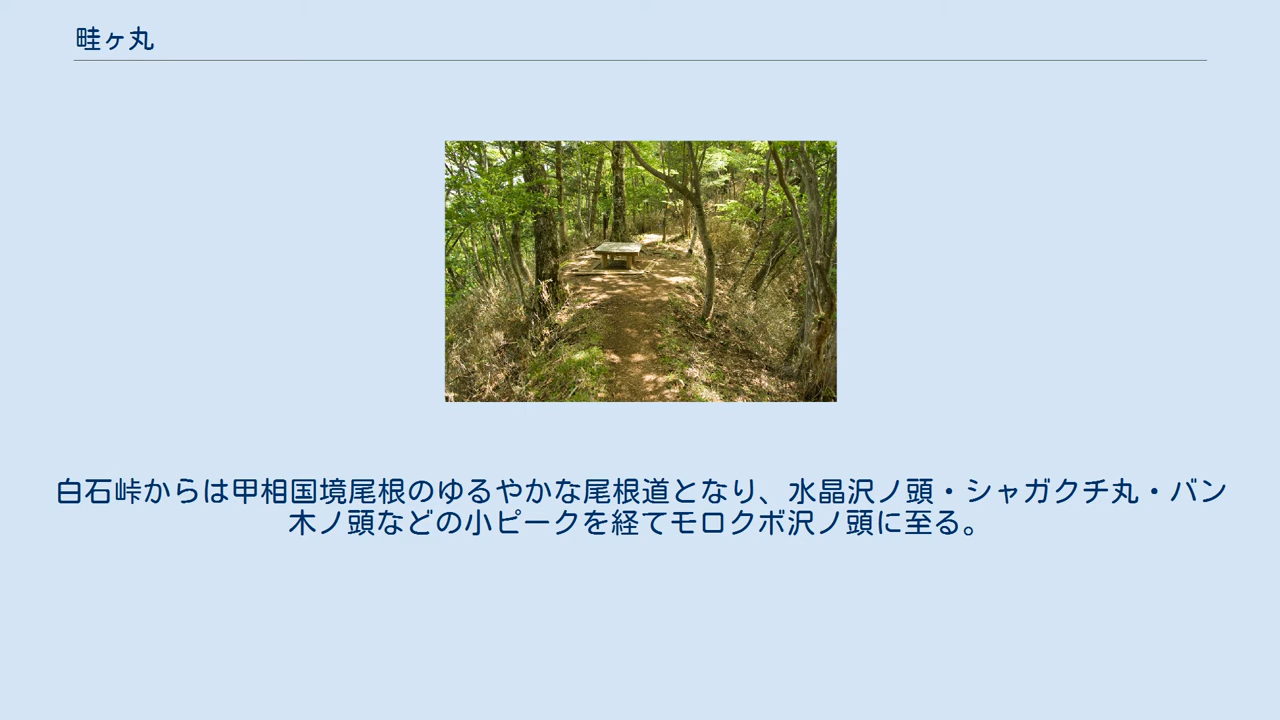 畦ヶ丸
白石峠からは甲相国境尾根のゆるやかな尾根道となり、水晶沢ノ頭・シャガクチ丸・バン
木ノ頭などの小ピークを経てモロクボ沢ノ頭に至る。